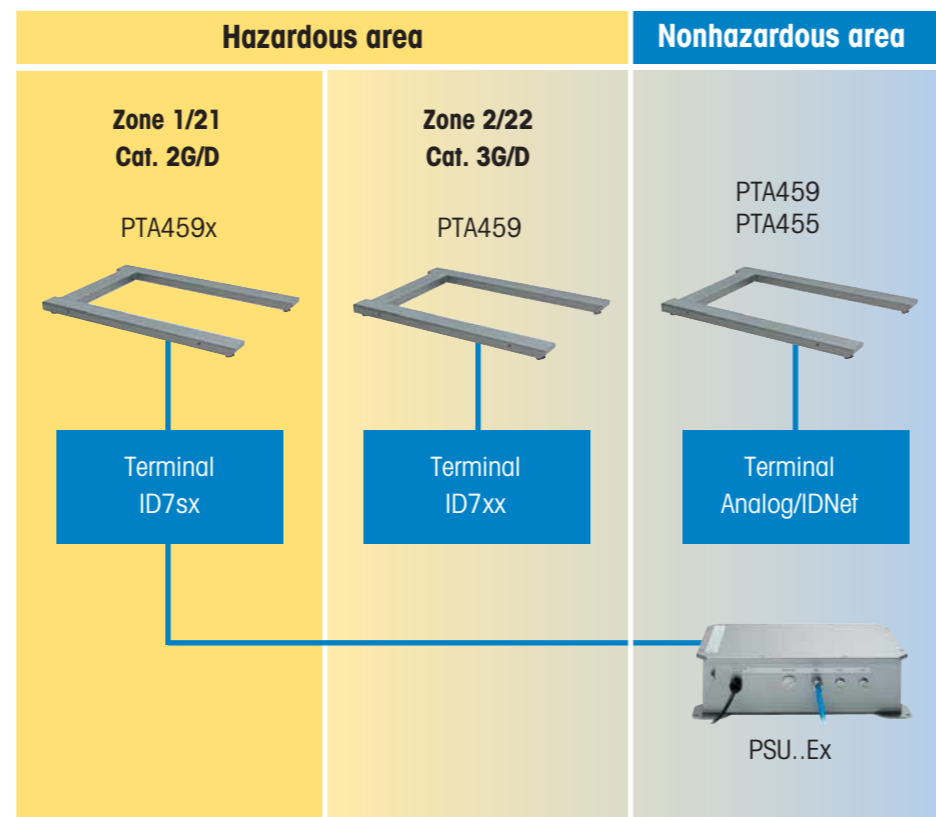 Hazardous area
Nonhazardous area
Zone 1/21
Cat. 2G/D
PTA459x
Terminal
ID7sx
Zone 2/22
Cat. 3G/D
PTA459
Terminal
ID7xx
PTA459
PTA455
Terminal
Analog/IDNet
PSU..Ex